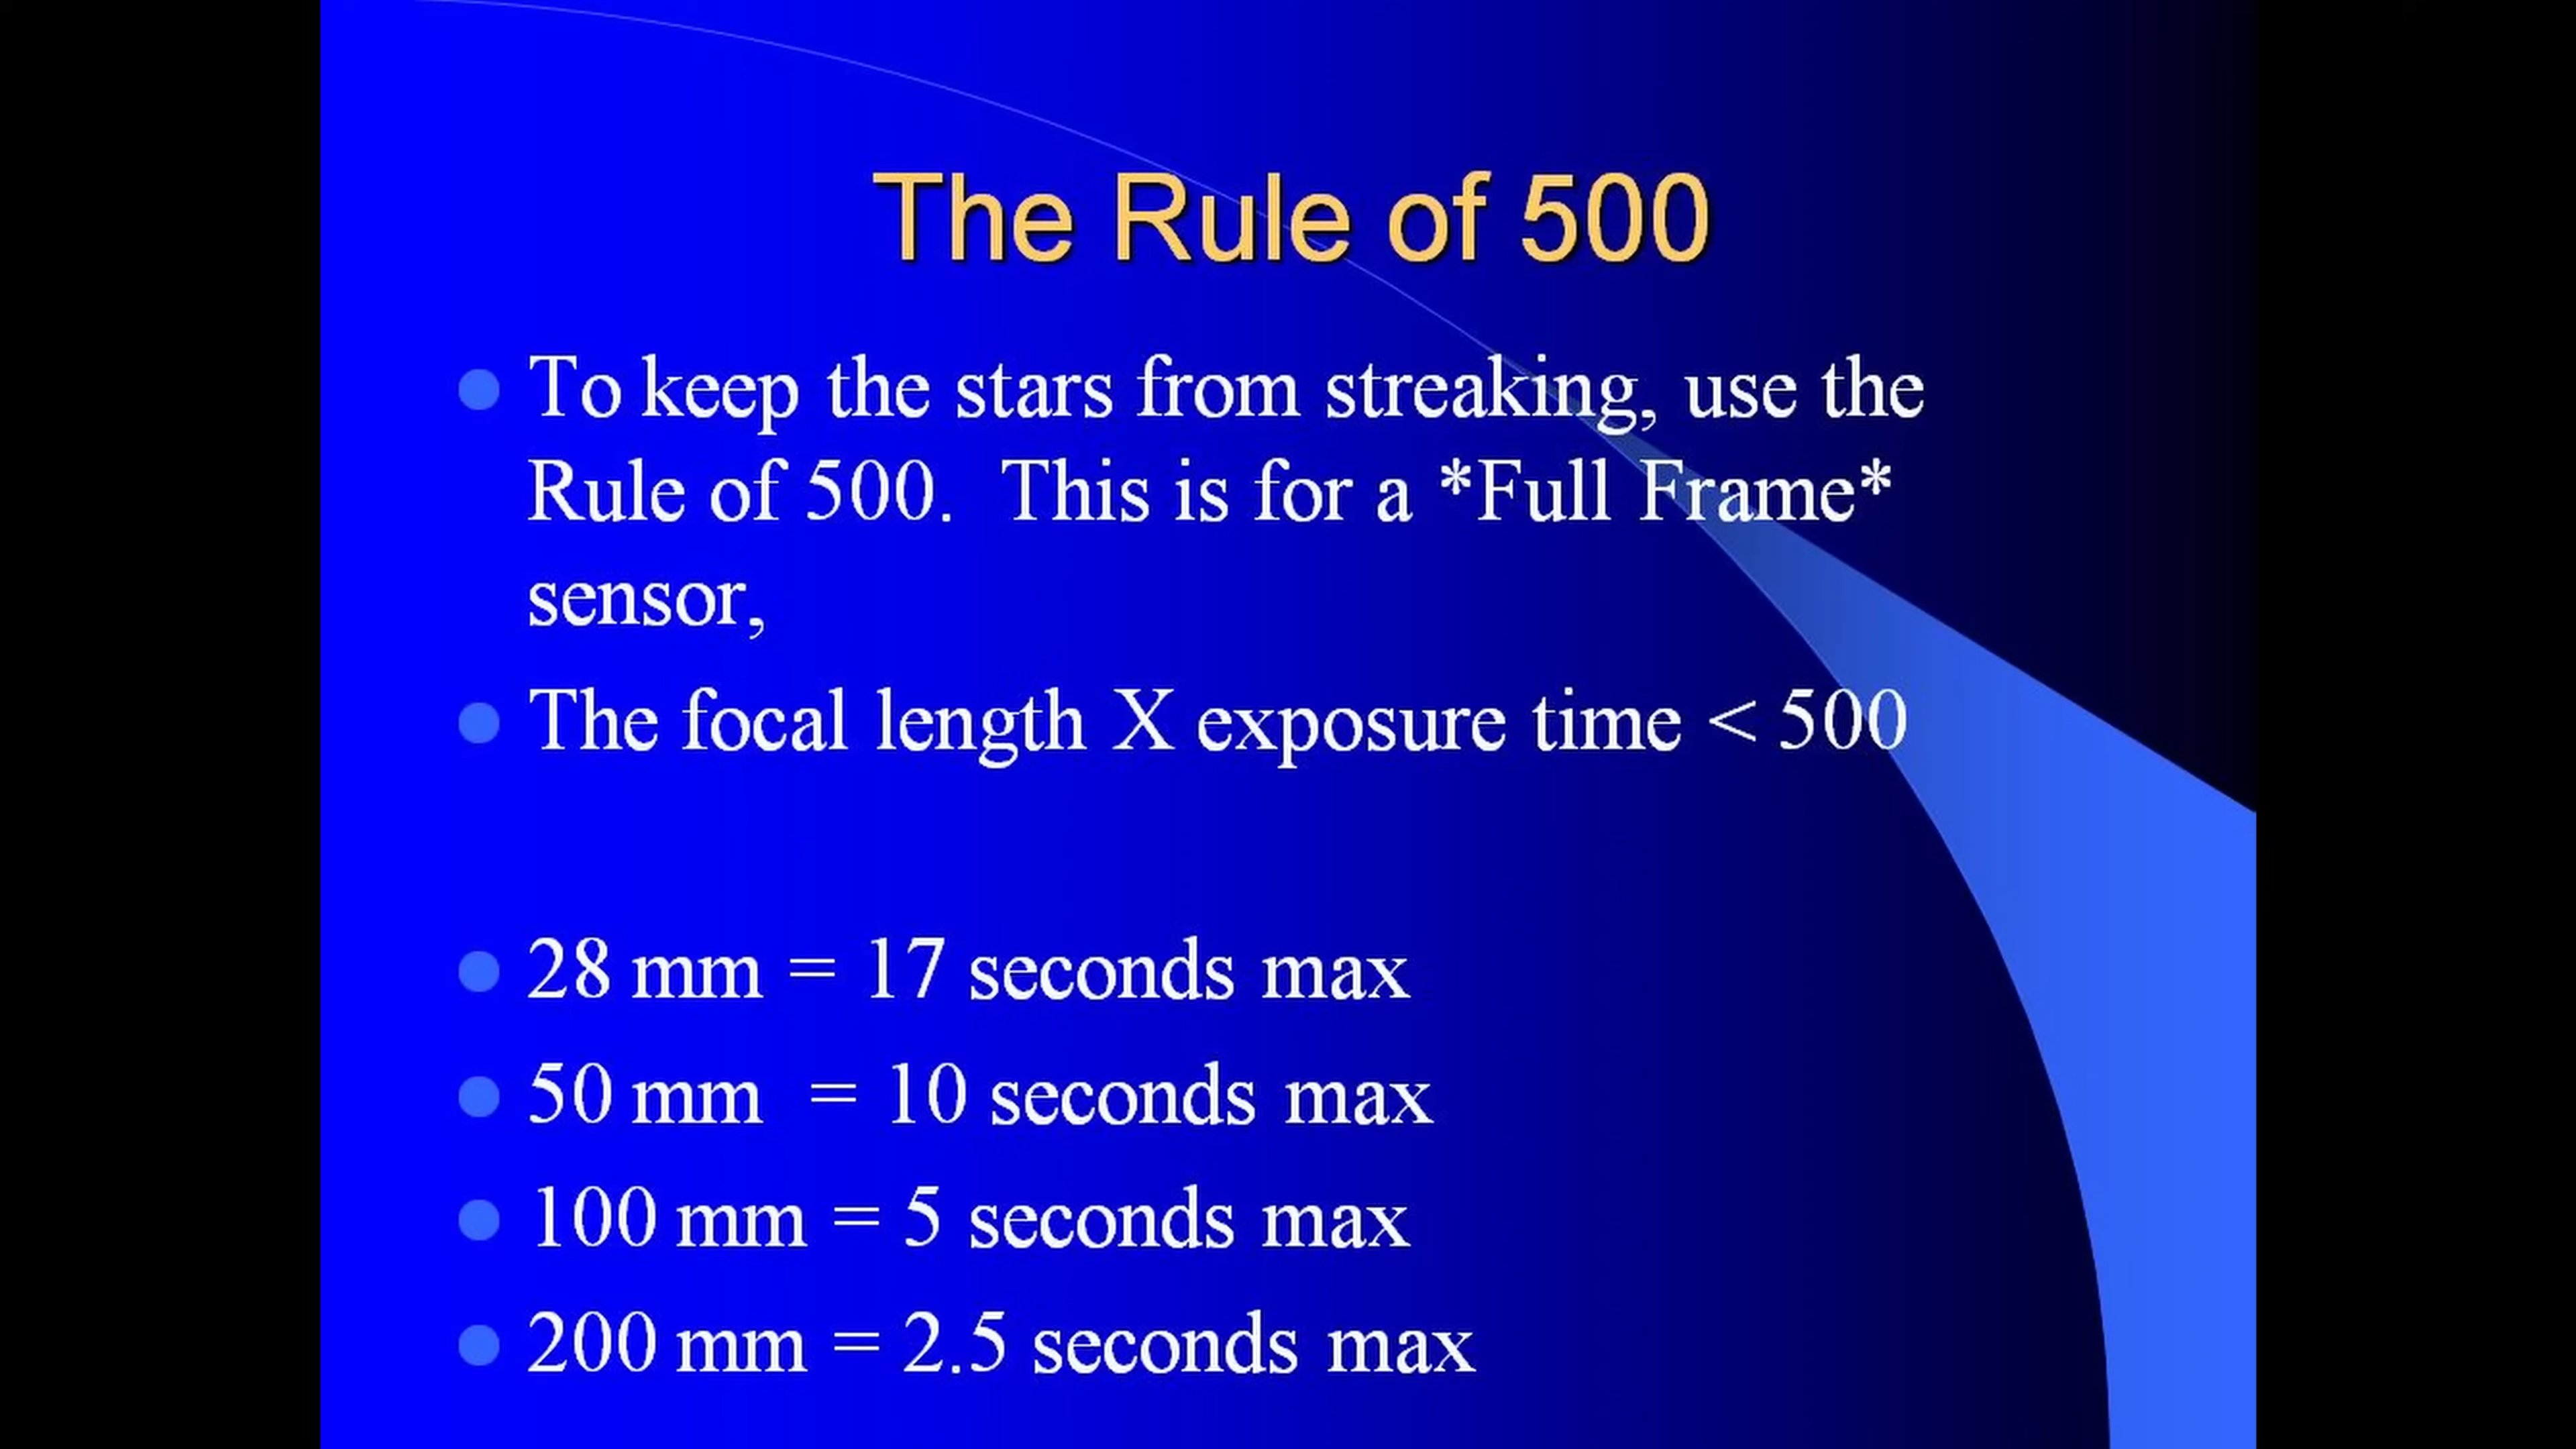 The Rule of 500
To keep the stars from streaking, use the
Rule of 500.  This is for a *Full Frame*
sensor,
The focal length X exposure time < 500
28 mm = 17 seconds max
50 mm  = 10 seconds max
100 mm = 5 seconds max
200 mm = 2.5 seconds max